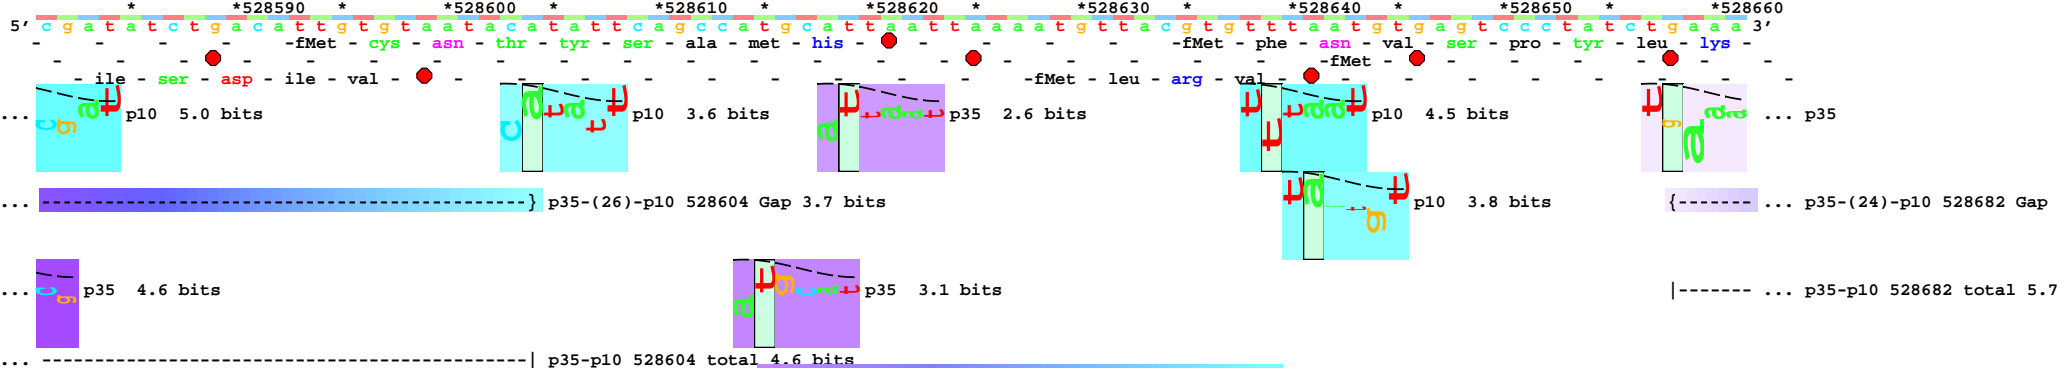 * *528590 * *528600 * *528610 * *528620 * *528630 * *528640 * *528650 * *528660
5' c g a t a t c t g a c a t t g t g t a a t a c a t a t t c a g c c a t g c a t t a a t t a a a a t g t t a c g t g t t t a a t g t g a g t c c c t a t c t g a a a 3'
- - - - -fMet - cys - asn - thr - tyr - ser - ala - met - his - - - - - -fMet - phe - asn - val - ser - pro - tyr - leu - lys -
- - - - - - - - - - - - - - - - - - -fMet - - - - - -
- ile - ser - asp - ile - val - - - - - - - - - -fMet - leu - arg - val - - - - - - - -
... c g a t p10 5.0 bits c a t a t t p10 3.6 bits a t t a a t p35 2.6 bits t t t a a t p10 4.5 bits t g a a a ... p35
... -----------------------} p35-(26)-p10 528604 Gap 3.7 bits t a a t g t p10 3.8 bits {------- ... p35-(24)-p10 528682 Gap
... c g p35 4.6 bits a t g c a t p35 3.1 bits |------- ... p35-p10 528682 total 5.7
... -----------------------| p35-p10 528604 total 4.6 bits